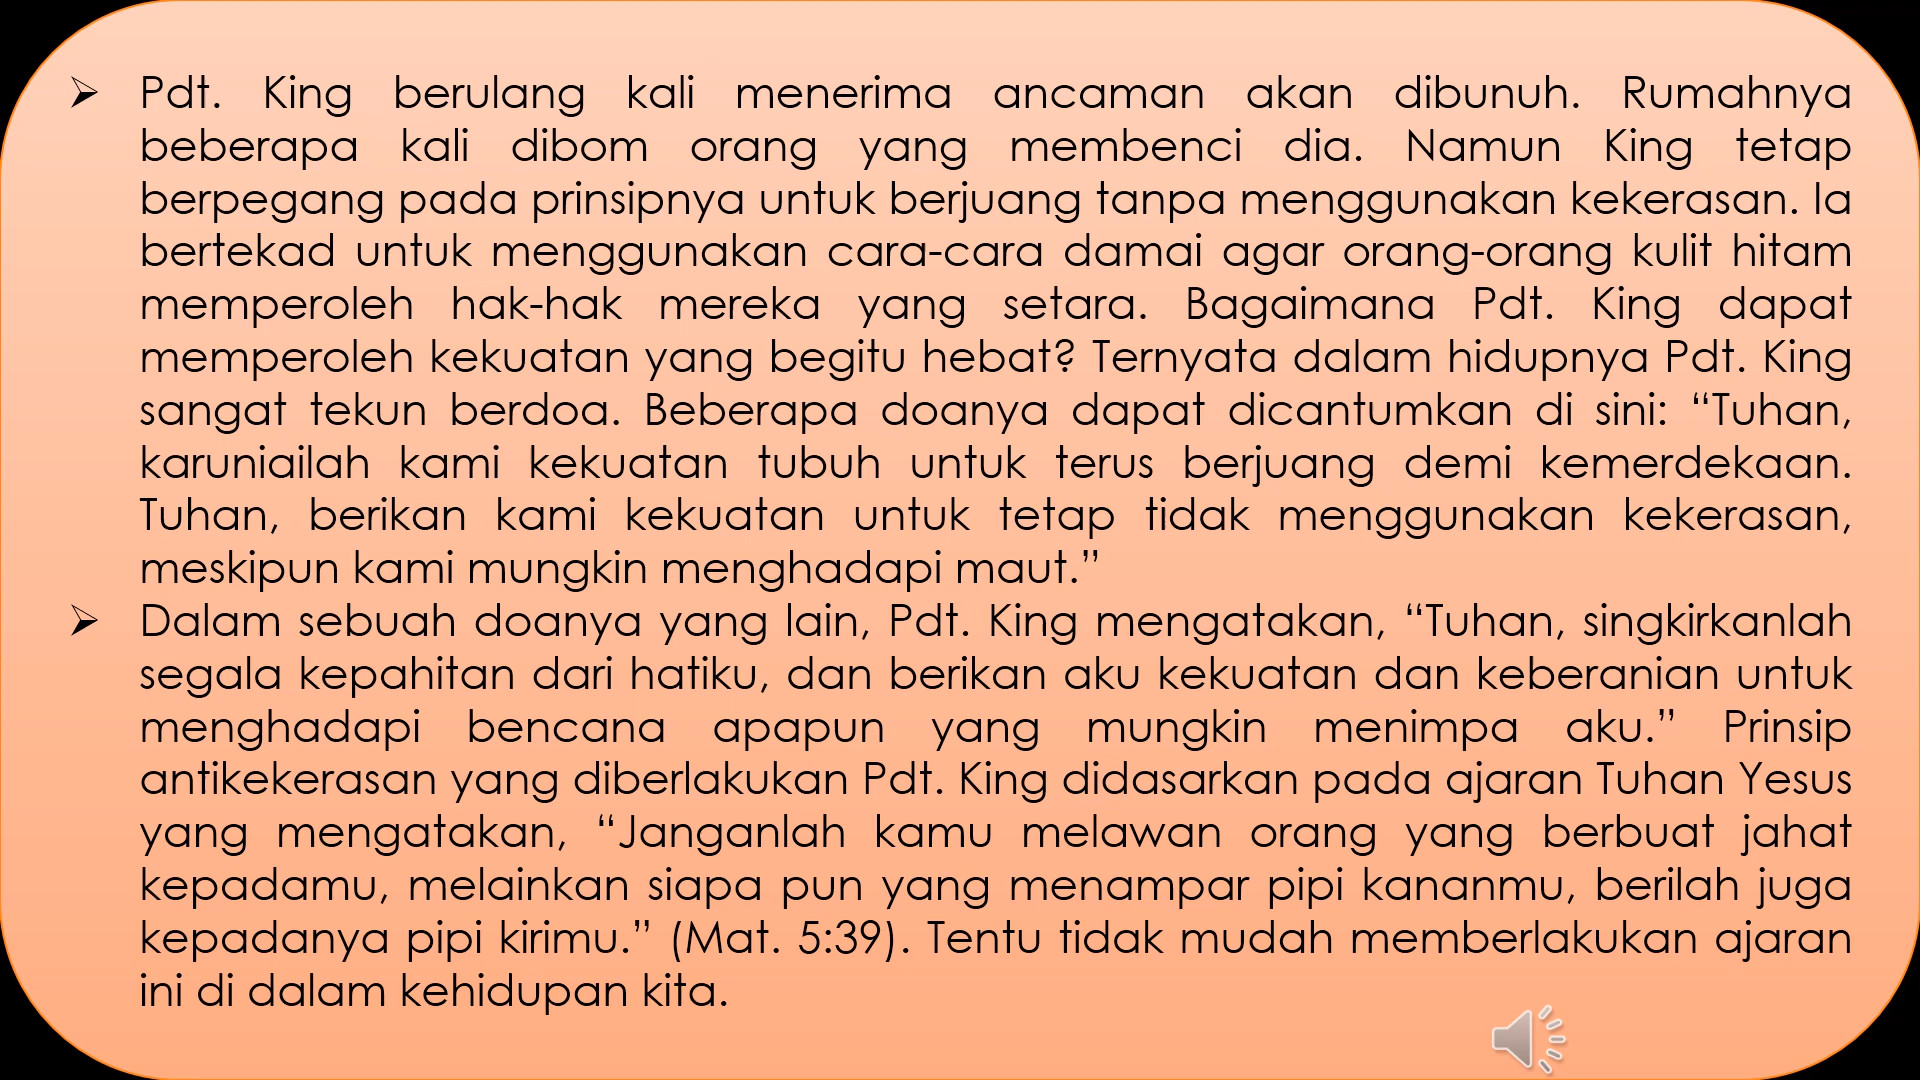 ➢ Pdt. King berulang kali menerima ancaman akan dibunuh. Rumahnya
beberapa kali dibom orang yang membenci dia. Namun King tetap
berpegang pada prinsipnya untuk berjuang tanpa menggunakan kekerasan. Ia
bertekad untuk menggunakan cara-cara damai agar orang-orang kulit hitam
memperoleh hak-hak mereka yang setara. Bagaimana Pdt. King dapat
memperoleh kekuatan yang begitu hebat? Ternyata dalam hidupnya Pdt. King
sangat tekun berdoa. Beberapa doanya dapat dicantumkan di sini: “Tuhan,
karuniailah kami kekuatan tubuh untuk terus berjuang demi kemerdekaan.
Tuhan, berikan kami kekuatan untuk tetap tidak menggunakan kekerasan,
meskipun kami mungkin menghadapi maut.”
➢ Dalam sebuah doanya yang lain, Pdt. King mengatakan, “Tuhan, singkirkanlah
segala kepahitan dari hatiku, dan berikan aku kekuatan dan keberanian untuk
menghadapi bencana apapun yang mungkin menimpa aku.” Prinsip
antikekerasan yang diberlakukan Pdt. King didasarkan pada ajaran Tuhan Yesus
yang mengatakan, “Janganlah kamu melawan orang yang berbuat jahat
kepadamu, melainkan siapa pun yang menampar pipi kananmu, berilah juga
kepadanya pipi kirimu.” (Mat. 5:39). Tentu tidak mudah memberlakukan ajaran
ini di dalam kehidupan kita.